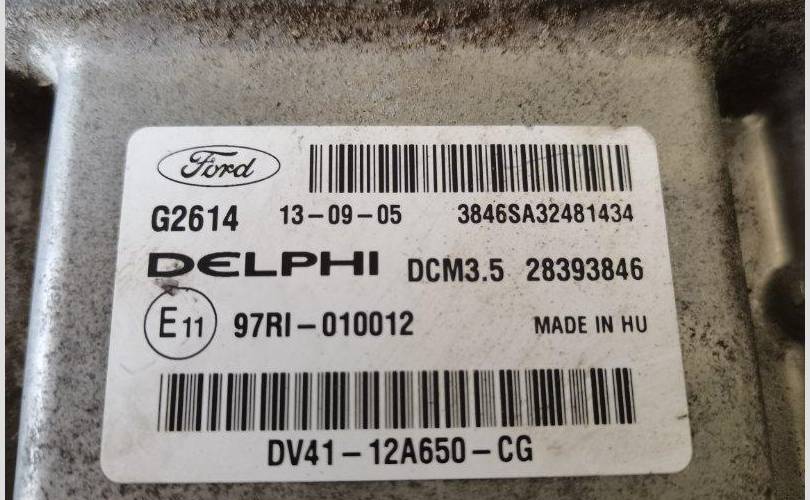 Ford
G2614 13-09-05 3846SA32481434
DELPHI DCM3.5 28393846
E11 97RI-010012 MADE IN HU
DV41-12A650-CG